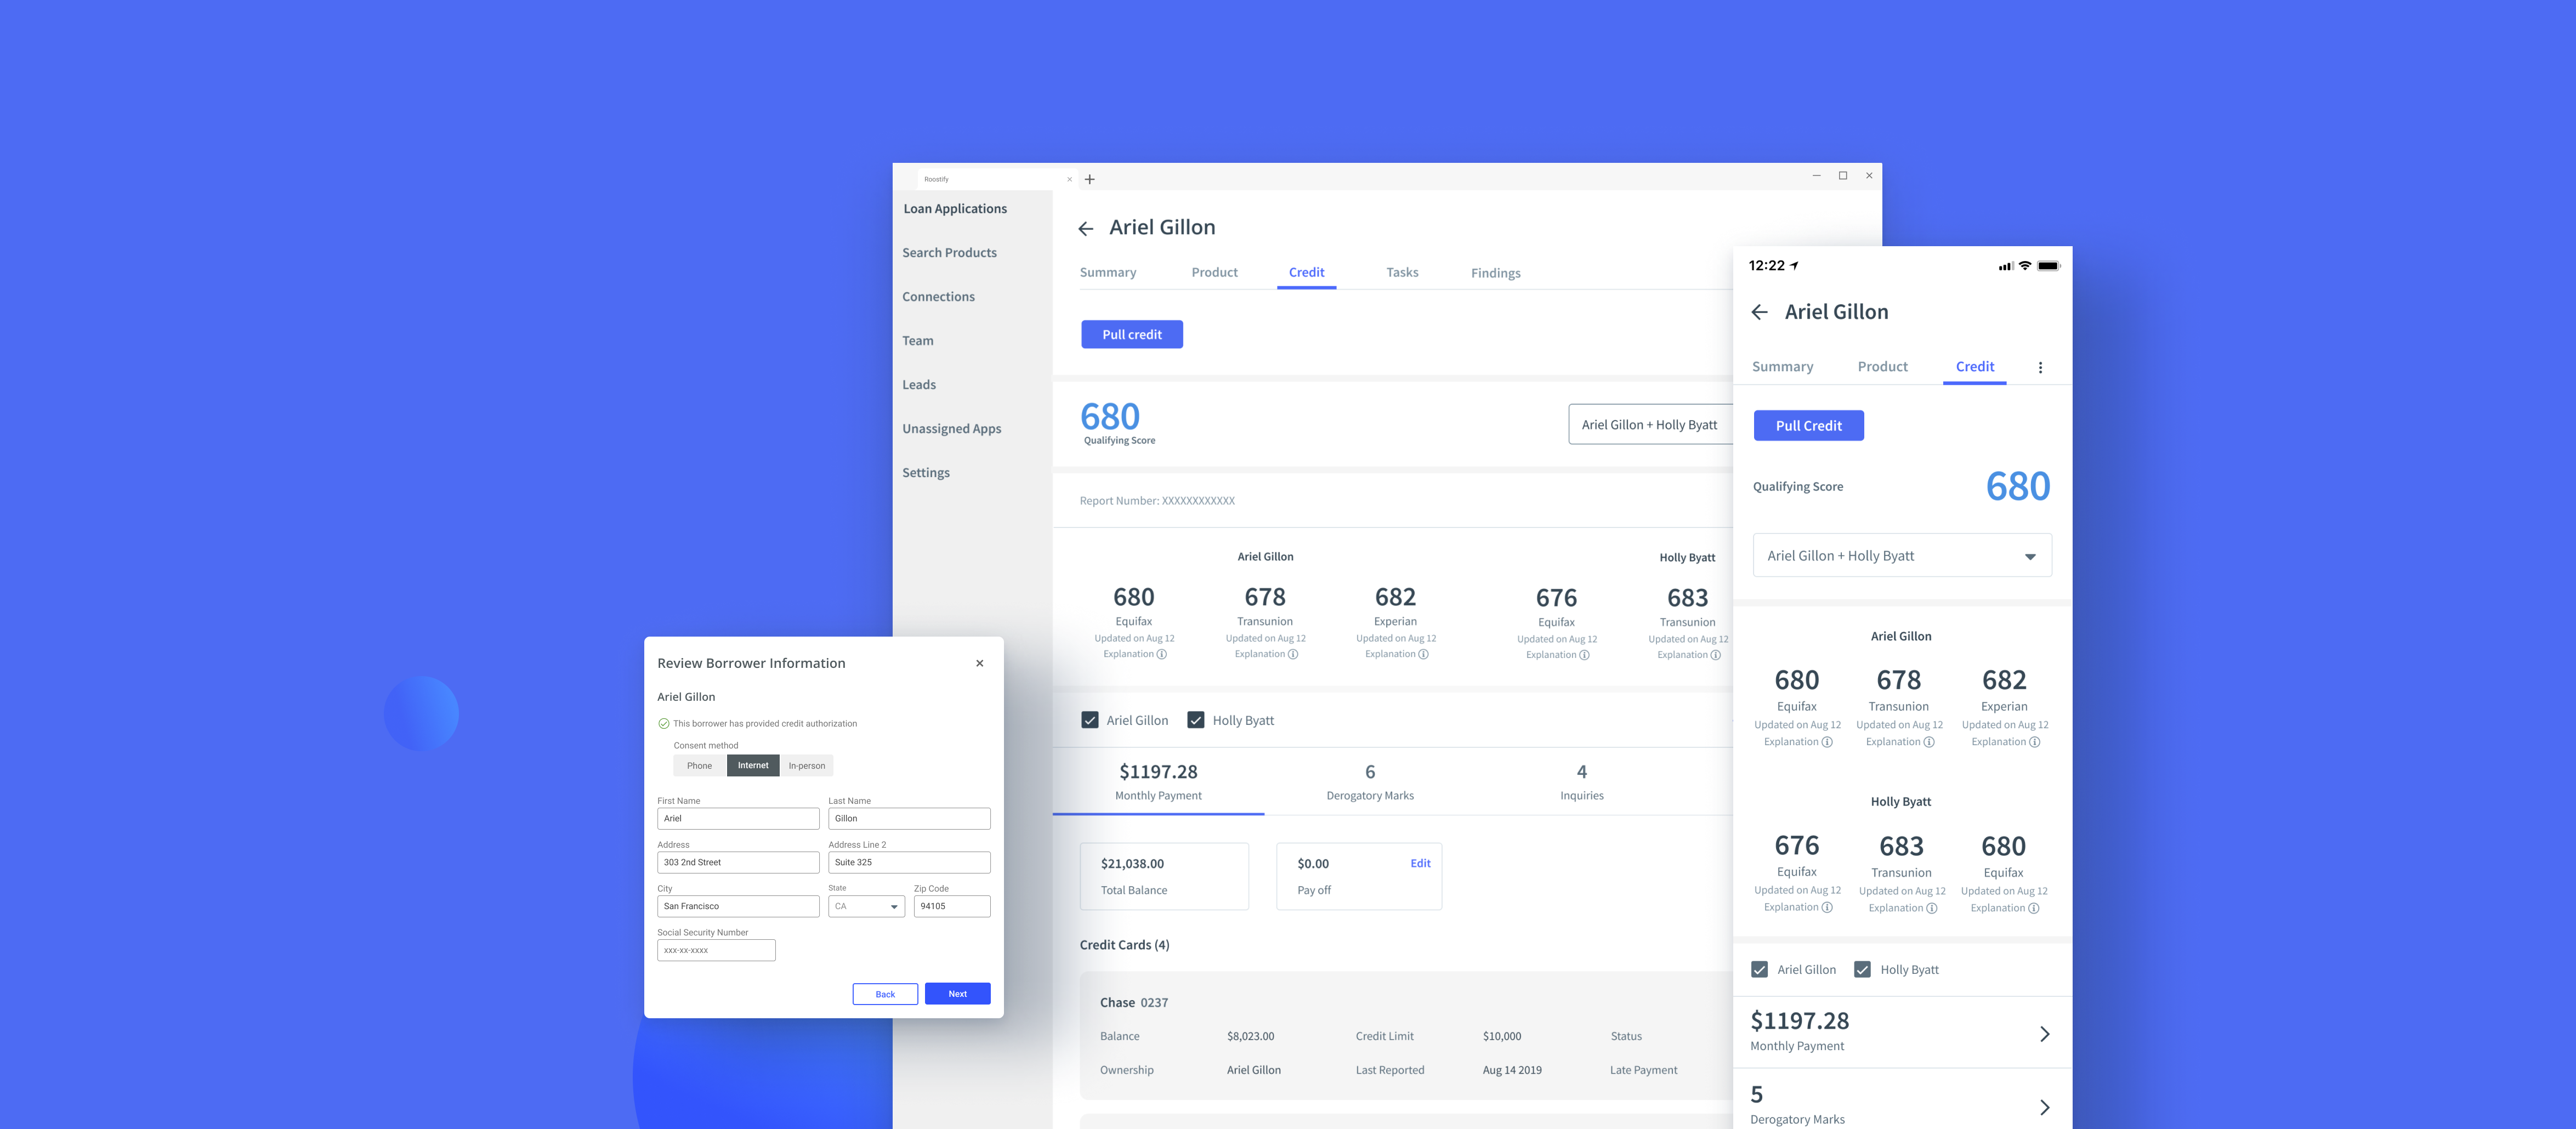 Roostify
Loan Applications
Search Products
Connections
Team
Leads
Unassigned Apps
Settings
Ariel Gillon
Summary Product Credit Tasks Findings
Pull credit
680
Qualifying Score
Ariel Gillon + Holly Byatt
Report Number: XXXXXXXXXXXX
Ariel Gillon Holly Byatt
680 678 682 676 683
Equifax Transunion Experian Equifax Transunion
Updated on Aug 12 Updated on Aug 12 Updated on Aug 12 Updated on Aug 12 Updated on Aug 12
Explanation Explanation Explanation Explanation Explanation
Ariel Gillon Holly Byatt
$1197.28 6 4
Monthly Payment Derogatory Marks Inquiries
$21,038.00 $0.00 Edit
Total Balance Pay off
Credit Cards (4)
Chase 0237
Balance $8,023.00 Credit Limit $10,000 Status
Ownership Ariel Gillon Last Reported Aug 14 2019 Late Payment
Review Borrower Information
Ariel Gillon
This borrower has provided credit authorization
Consent method
Phone Internet In-person
First Name Last Name
Ariel Gillon
Address Address Line 2
303 2nd Street Suite 325
City State Zip Code
San Francisco CA 94105
Social Security Number
xxx-xx-xxxx
Back Next
12:22
Ariel Gillon
Summary Product Credit
Pull Credit
Qualifying Score 680
Ariel Gillon + Holly Byatt
Ariel Gillon
680 678 682
Equifax Transunion Experian
Updated on Aug 12 Updated on Aug 12 Updated on Aug 12
Explanation Explanation Explanation
Holly Byatt
676 683 680
Equifax Transunion Equifax
Updated on Aug 12 Updated on Aug 12 Updated on Aug 12
Explanation Explanation Explanation
Ariel Gillon Holly Byatt
$1197.28
Monthly Payment
5
Derogatory Marks